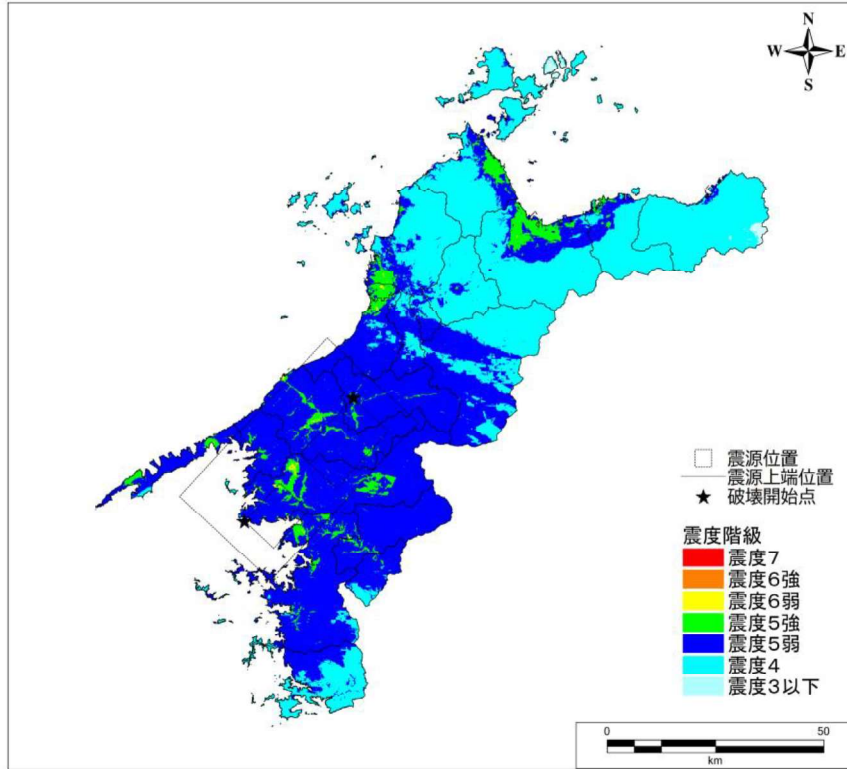 N
W E
S
震源位置
震源上端位置
破壊開始点
震度階級
震度7
震度6強
震度6弱
震度5強
震度5弱
震度4
震度3以下
0 50
km